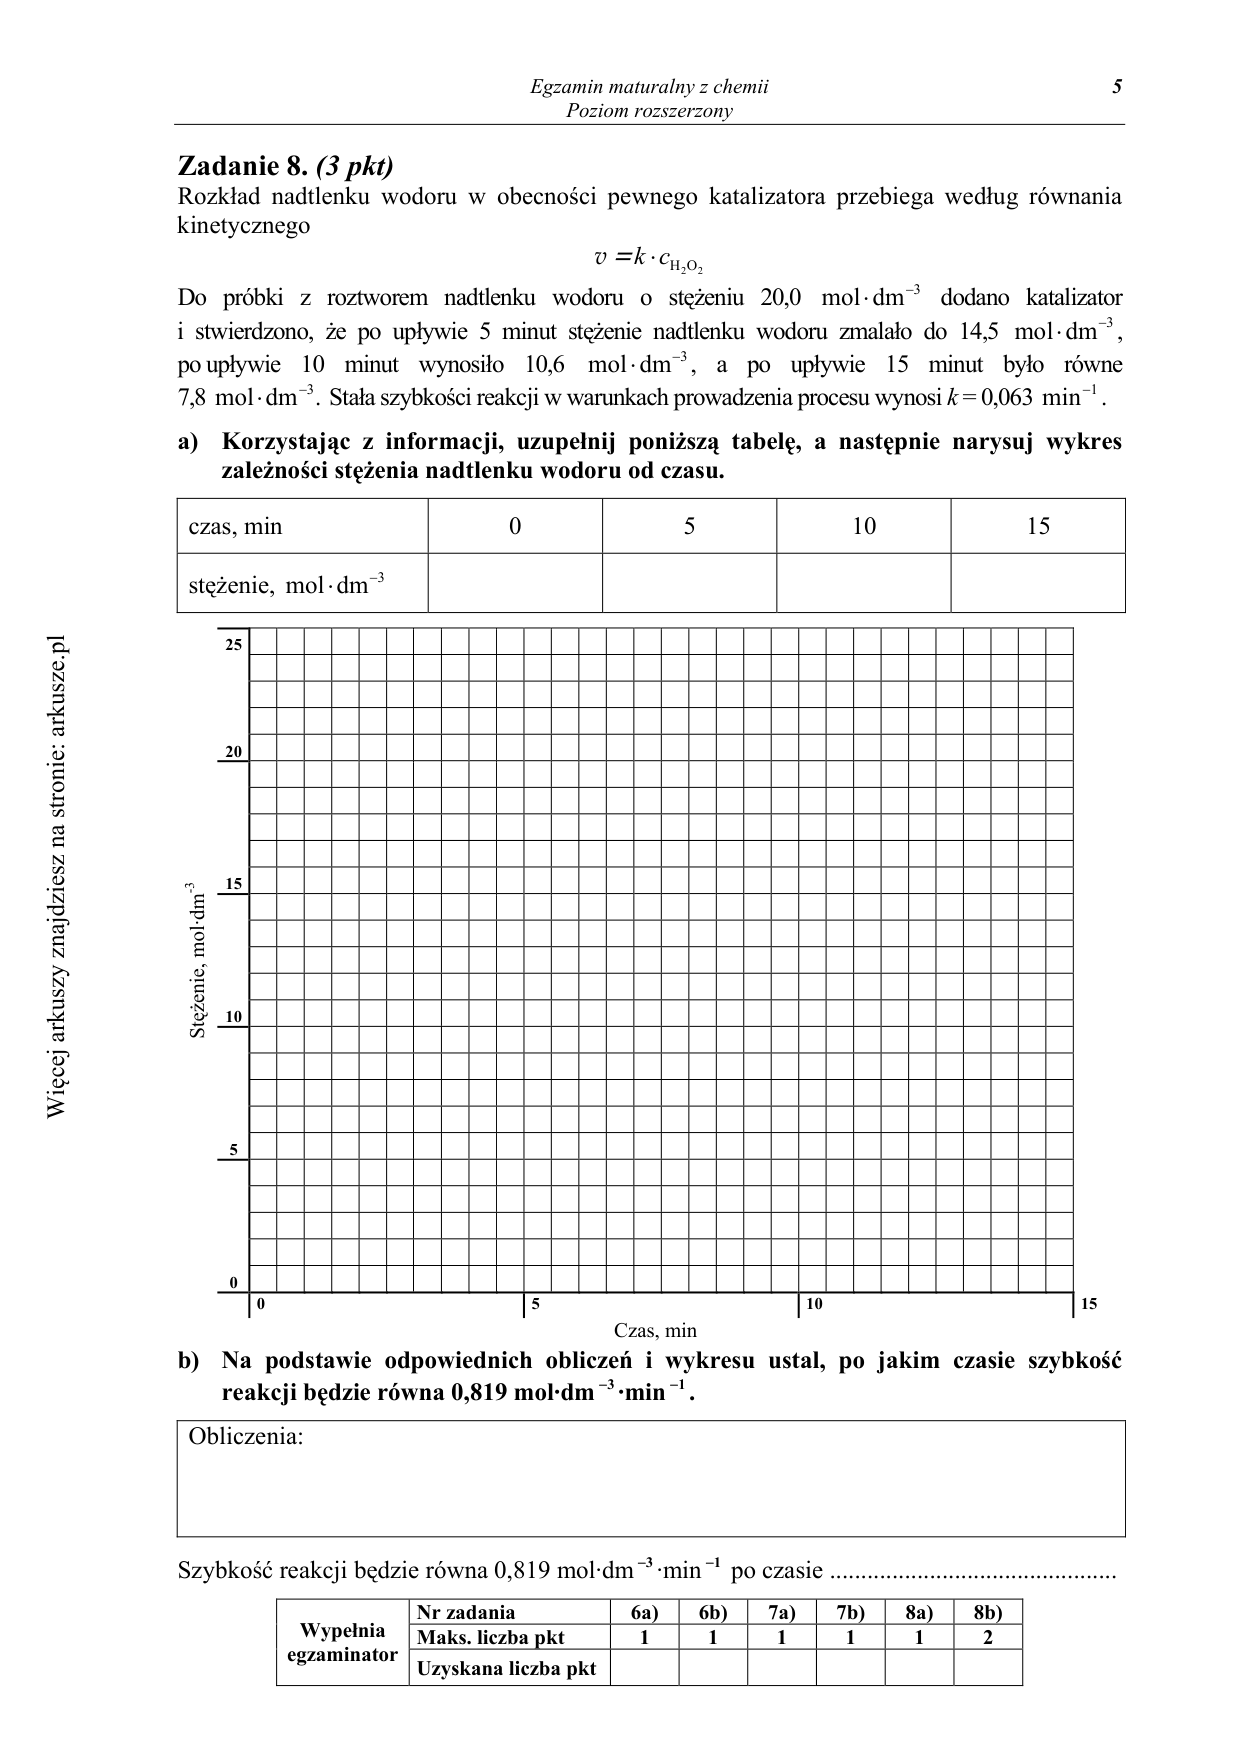 Egzamin maturalny z chemii
5
Poziom rozszerzony
Zadanie 8. (3 pkt)
Rozkład nadtlenku wodoru w obecności pewnego katalizatora przebiega według równania
kinetycznego
v = k · c H₂O₂
Do próbki z roztworem nadtlenku wodoru o stężeniu 20,0 mol·dm⁻³ dodano katalizator
i stwierdzono, że po upływie 5 minut stężenie nadtlenku wodoru zmalało do 14,5 mol·dm⁻³,
po upływie 10 minut wynosiło 10,6 mol·dm⁻³, a po upływie 15 minut było równe
7,8 mol·dm⁻³. Stała szybkości reakcji w warunkach prowadzenia procesu wynosi k = 0,063 min⁻¹.
a) Korzystając z informacji, uzupełnij poniższą tabelę, a następnie narysuj wykres
zależności stężenia nadtlenku wodoru od czasu.
czas, min 0 5 10 15
stężenie, mol·dm⁻³
25
20
15
10
5
0
Stężenie, mol·dm⁻³
0 5 10 15
Czas, min
b) Na podstawie odpowiednich obliczeń i wykresu ustal, po jakim czasie szybkość
reakcji będzie równa 0,819 mol·dm⁻³·min⁻¹.
Obliczenia:
Szybkość reakcji będzie równa 0,819 mol·dm⁻³·min⁻¹ po czasie ..............................................
Wypełnia
egzaminator
Nr zadania 6a) 6b) 7a) 7b) 8a) 8b)
Maks. liczba pkt 1 1 1 1 1 2
Uzyskana liczba pkt
Więcej arkuszy znajdziesz na stronie: arkusze.pl